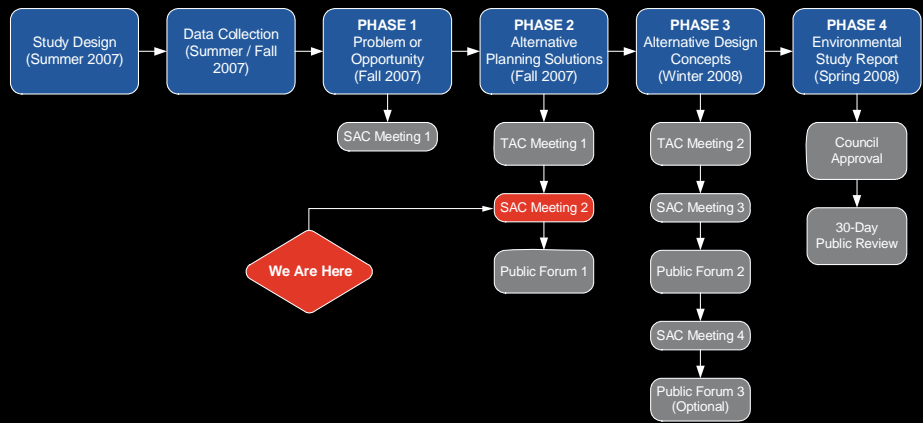 Study Design
(Summer 2007)
Data Collection
(Summer / Fall
2007)
PHASE 1
Problem or
Opportunity
(Fall 2007)
PHASE 2
Alternative
Planning Solutions
(Fall 2007)
PHASE 3
Alternative Design
Concepts
(Winter 2008)
PHASE 4
Environmental
Study Report
(Spring 2008)
SAC Meeting 1
TAC Meeting 1
SAC Meeting 2
Public Forum 1
We Are Here
TAC Meeting 2
SAC Meeting 3
Public Forum 2
SAC Meeting 4
Public Forum 3
(Optional)
Council
Approval
30-Day
Public Review